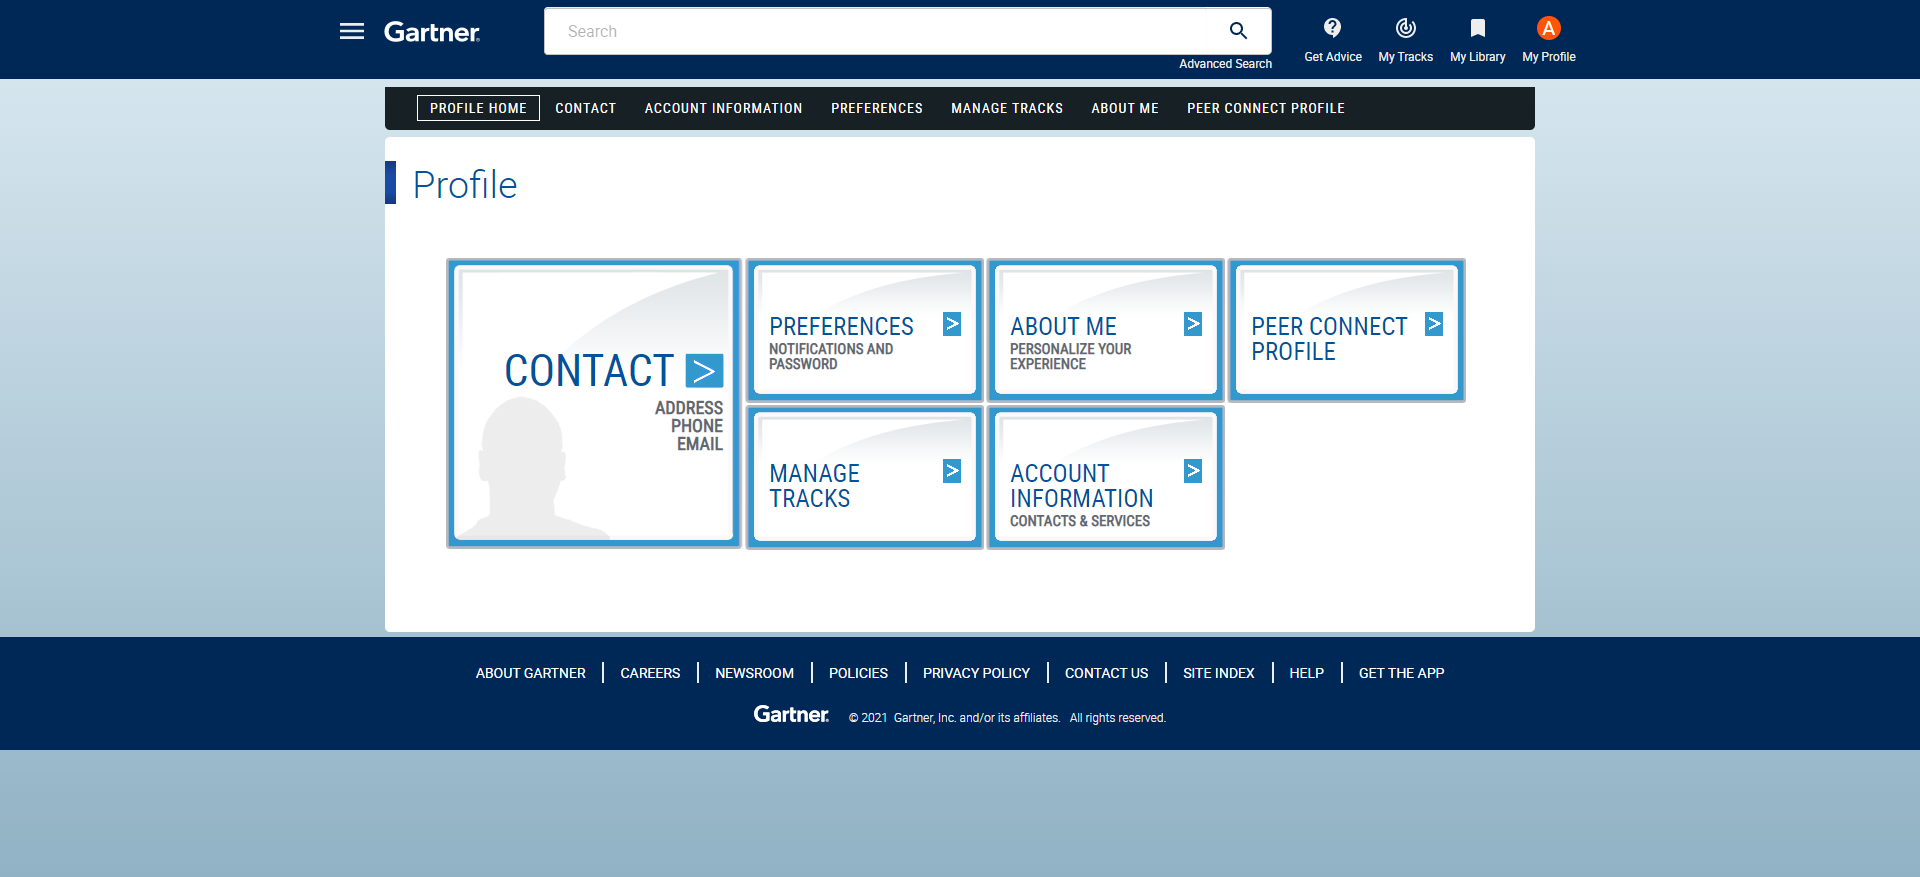 Gartner
Search
Advanced Search
Get Advice
My Tracks
My Library
A
My Profile
PROFILE HOME CONTACT ACCOUNT INFORMATION PREFERENCES MANAGE TRACKS ABOUT ME PEER CONNECT PROFILE
Profile
CONTACT >
ADDRESS
PHONE
EMAIL
PREFERENCES >
NOTIFICATIONS AND
PASSWORD
ABOUT ME >
PERSONALIZE YOUR
EXPERIENCE
PEER CONNECT >
PROFILE
MANAGE >
TRACKS
ACCOUNT >
INFORMATION
CONTACTS & SERVICES
ABOUT GARTNER CAREERS NEWSROOM POLICIES PRIVACY POLICY CONTACT US SITE INDEX HELP GET THE APP
Gartner © 2021 Gartner, Inc. and/or its affiliates. All rights reserved.